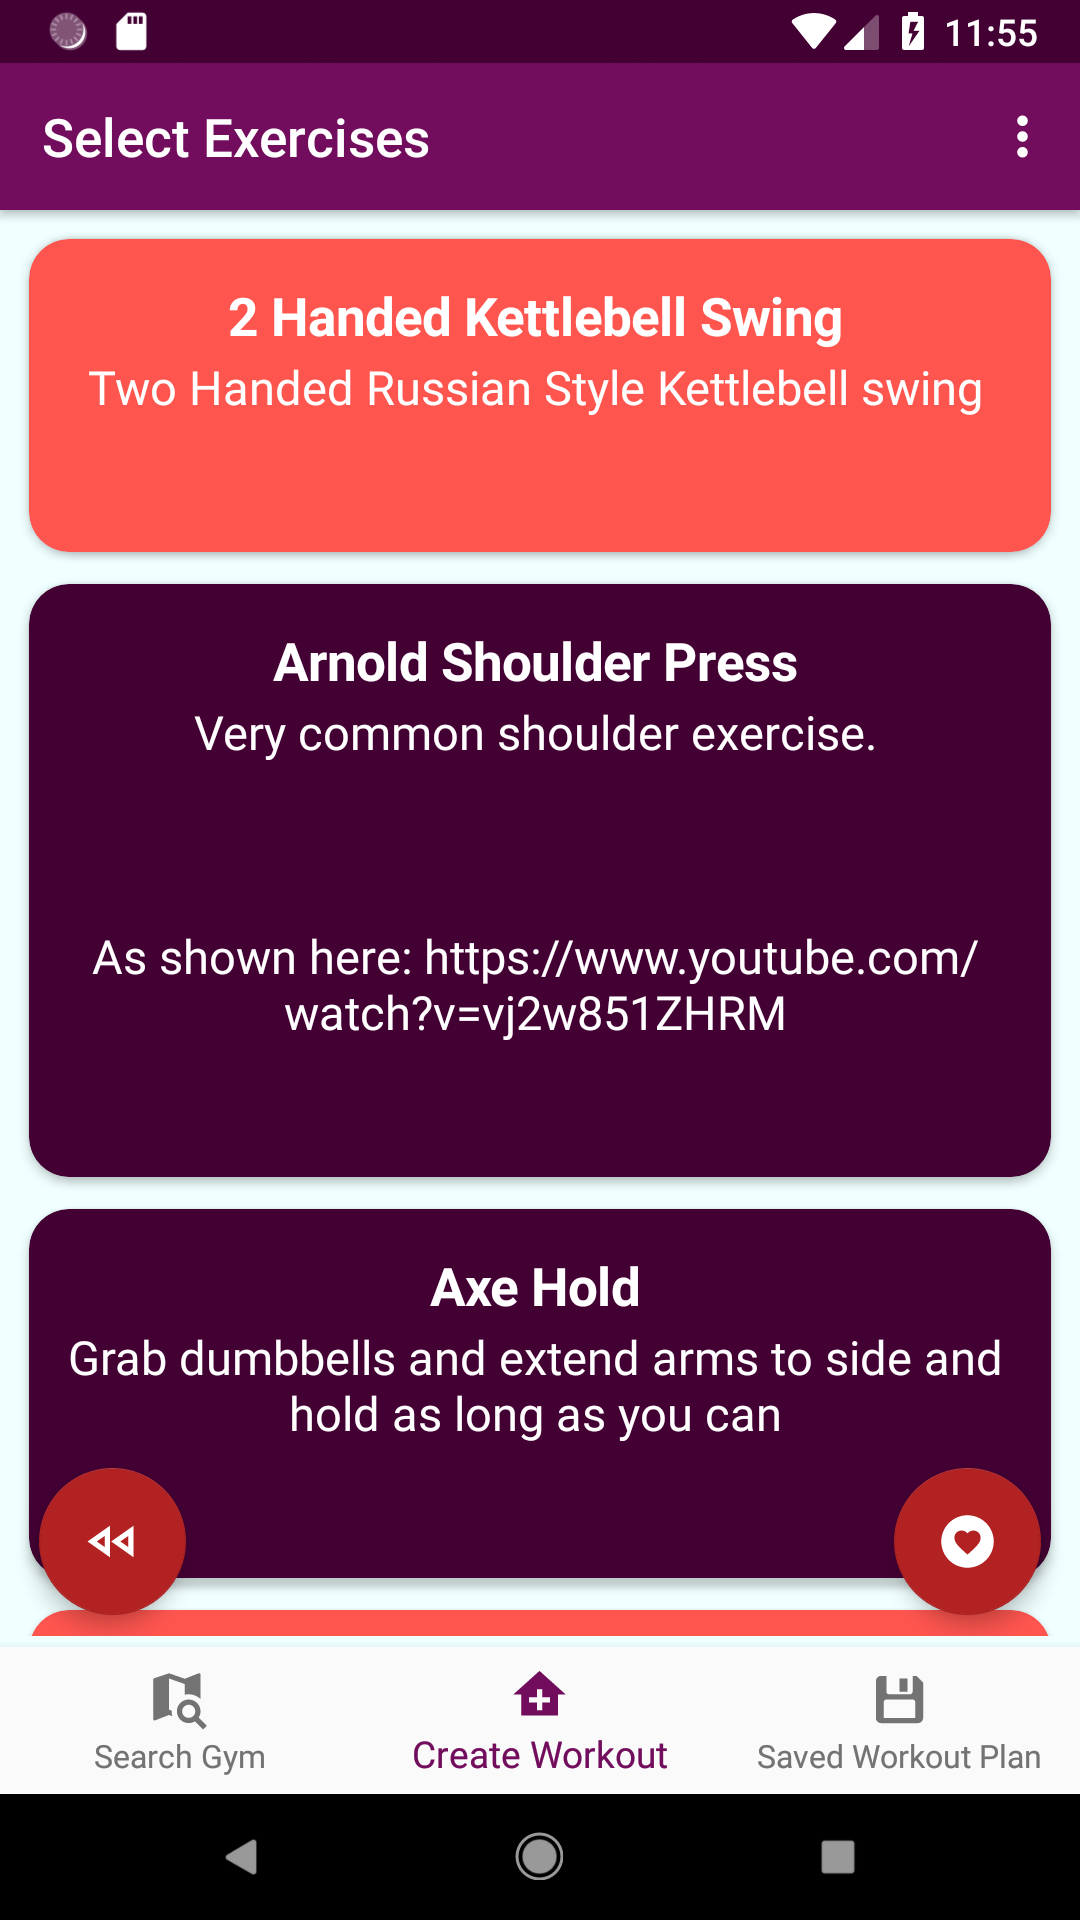 11:55
Select Exercises
2 Handed Kettlebell Swing
Two Handed Russian Style Kettlebell swing
Arnold Shoulder Press
Very common shoulder exercise.
As shown here: https://www.youtube.com/
watch?v=vj2w851ZHRM
Axe Hold
Grab dumbbells and extend arms to side and
hold as long as you can
Search Gym
Create Workout
Saved Workout Plan